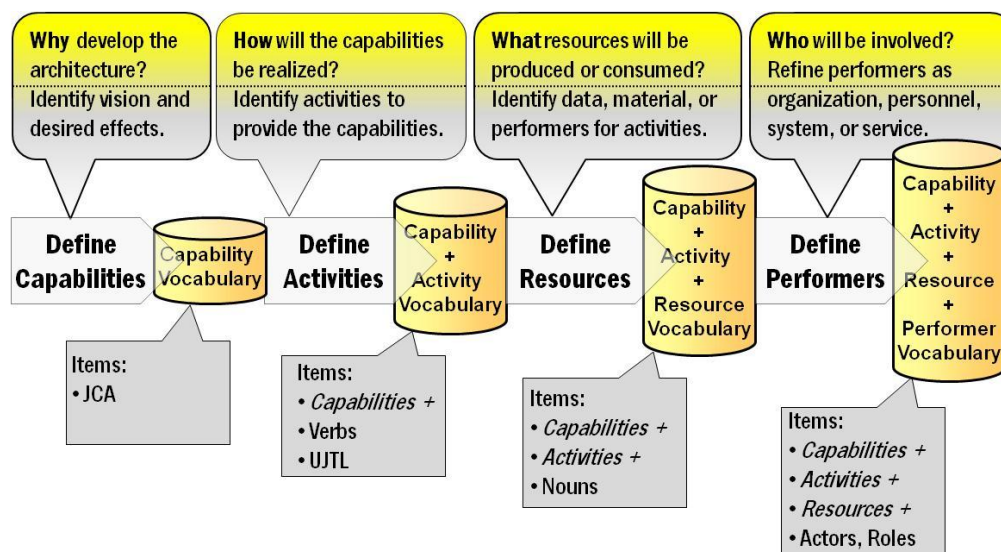 Why develop the
architecture?
Identify vision and
desired effects.
How will the capabilities
be realized?
Identify activities to
provide the capabilities.
What resources will be
produced or consumed?
Identify data, material, or
performers for activities.
Who will be involved?
Refine performers as
organization, personnel,
system, or service.
Define
Capabilities
Capability
Vocabulary
Define
Activities
Capability
+
Activity
Vocabulary
Define
Resources
Capability
+
Activity
+
Resource
Vocabulary
Define
Performers
Capability
+
Activity
+
Resource
+
Performer
Vocabulary
Items:
• JCA
Items:
• Capabilities +
• Verbs
• UJTL
Items:
• Capabilities +
• Activities +
• Nouns
Items:
• Capabilities +
• Activities +
• Resources +
• Actors, Roles